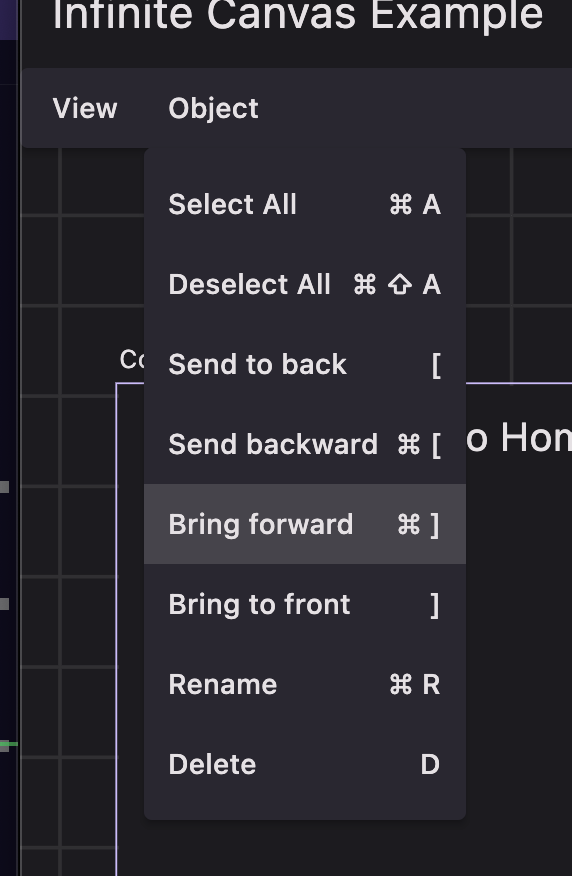 Infinite Canvas Example
View Object
Select All ⌘ A
Deselect All ⌘ ⇧ A
Send to back [
Send backward ⌘ [
Bring forward ⌘ ]
Bring to front ]
Rename ⌘ R
Delete D